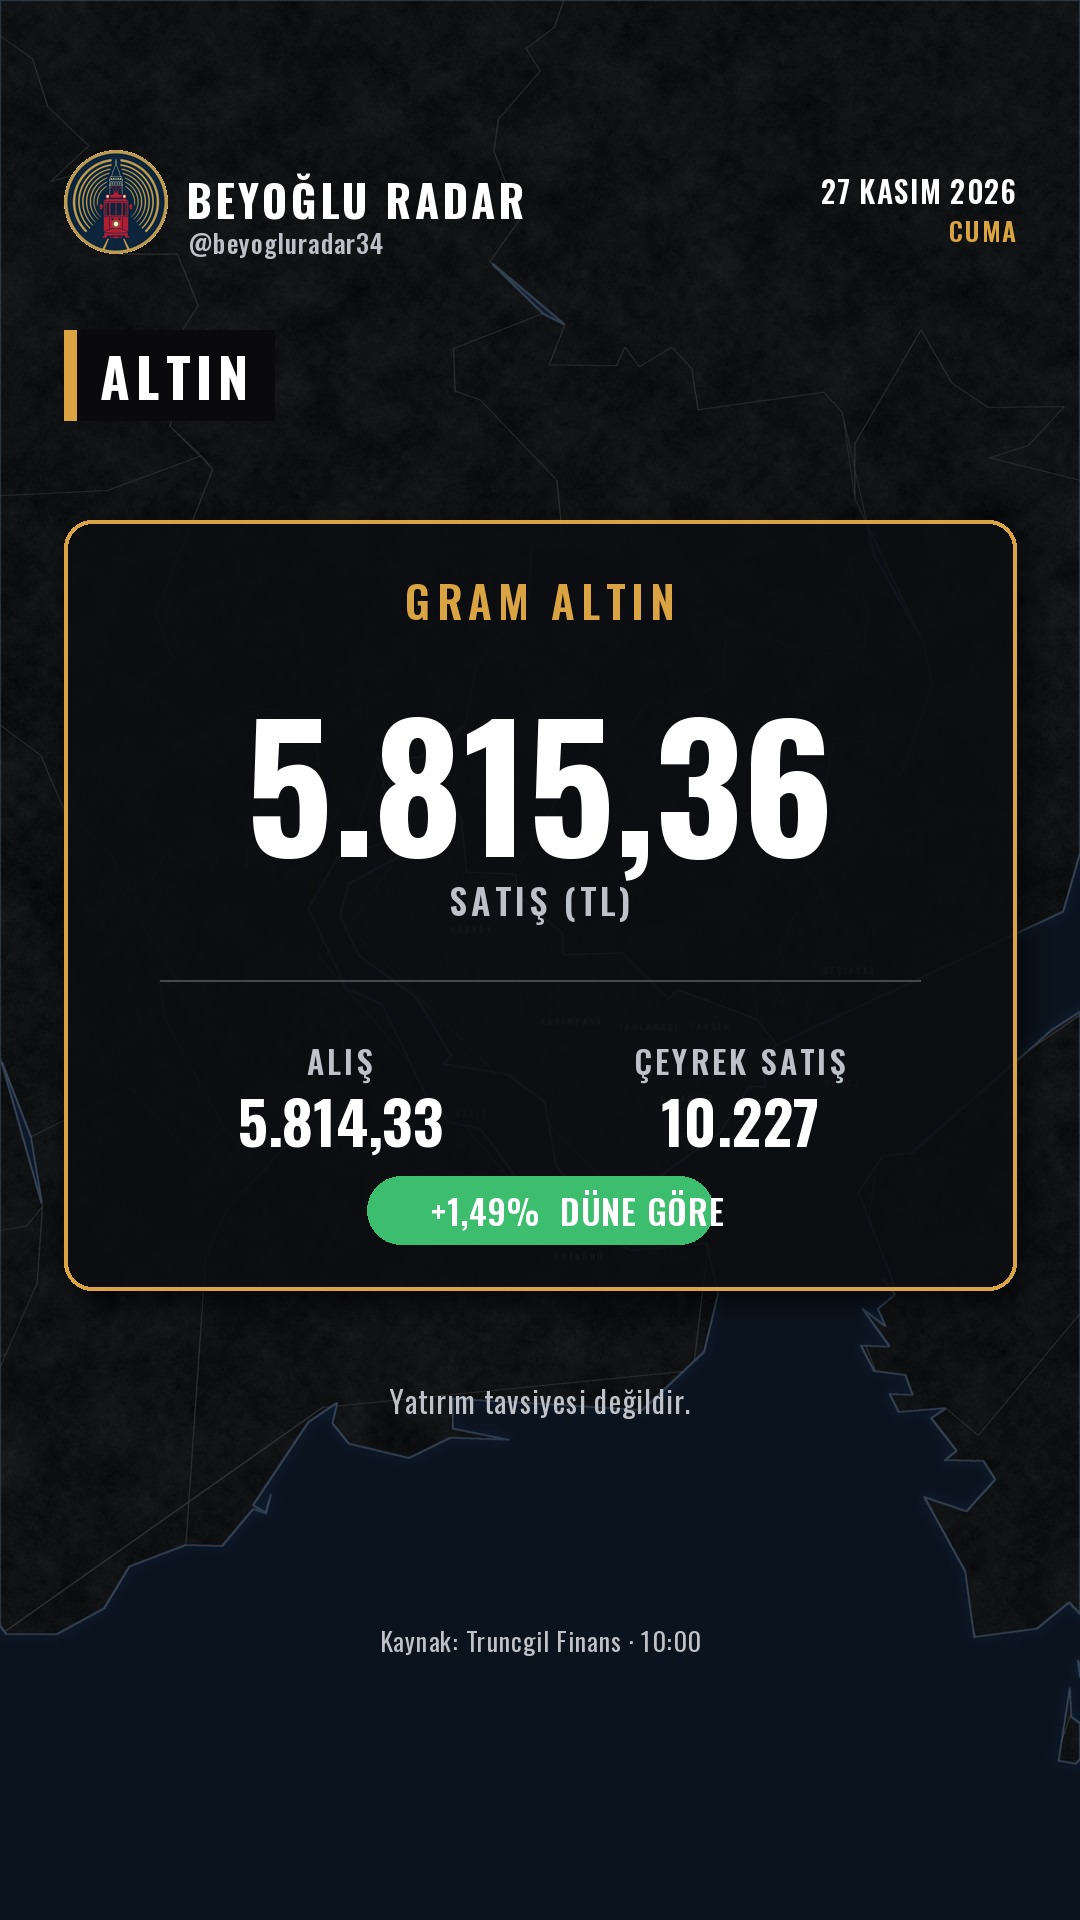 BEYOĞLU RADAR
@beyogluradar34
27 KASIM 2026
CUMA
ALTIN
GRAM ALTIN
5.815,36
SATIŞ (TL)
ALIŞ
5.814,33
ÇEYREK SATIŞ
10.227
+1,49% DÜNE GÖRE
Yatırım tavsiyesi değildir.
Kaynak: Truncgil Finans · 10:00